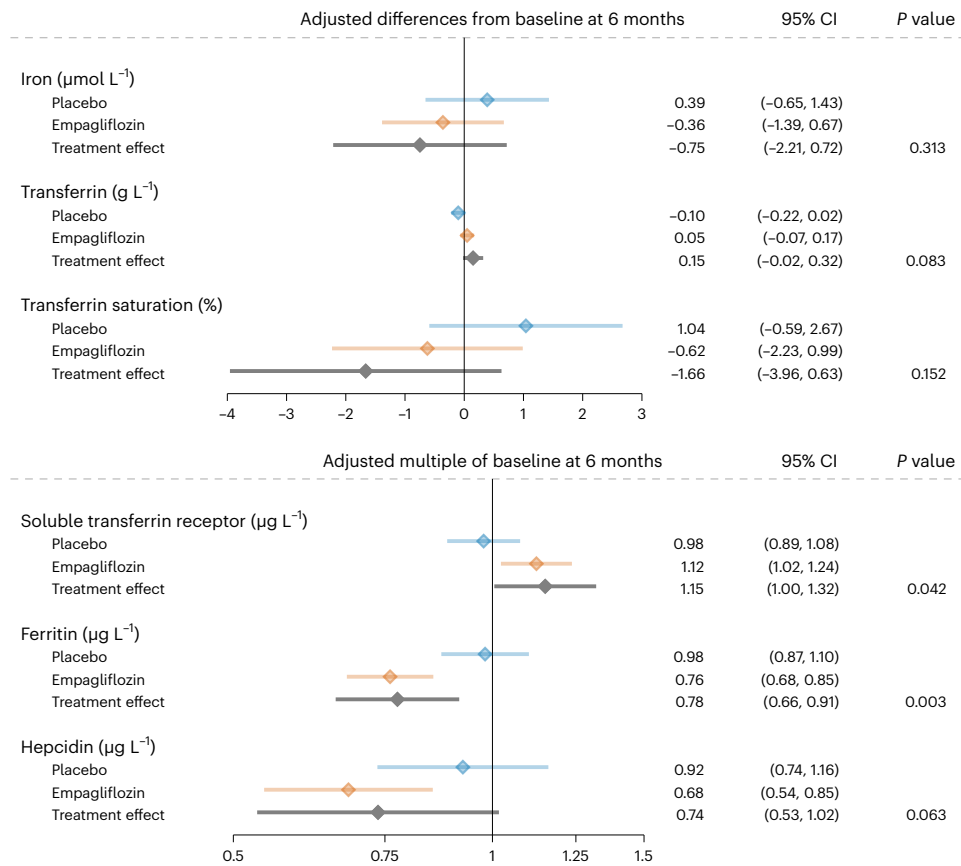 Adjusted differences from baseline at 6 months 95% CI P value
Iron (µmol L⁻¹)
Placebo 0.39 (–0.65, 1.43)
Empagliflozin –0.36 (–1.39, 0.67)
Treatment effect –0.75 (–2.21, 0.72) 0.313
Transferrin (g L⁻¹)
Placebo –0.10 (–0.22, 0.02)
Empagliflozin 0.05 (–0.07, 0.17)
Treatment effect 0.15 (–0.02, 0.32) 0.083
Transferrin saturation (%)
Placebo 1.04 (–0.59, 2.67)
Empagliflozin –0.62 (–2.23, 0.99)
Treatment effect –1.66 (–3.96, 0.63) 0.152
–4 –3 –2 –1 0 1 2 3
Adjusted multiple of baseline at 6 months 95% CI P value
Soluble transferrin receptor (µg L⁻¹)
Placebo 0.98 (0.89, 1.08)
Empagliflozin 1.12 (1.02, 1.24)
Treatment effect 1.15 (1.00, 1.32) 0.042
Ferritin (µg L⁻¹)
Placebo 0.98 (0.87, 1.10)
Empagliflozin 0.76 (0.68, 0.85)
Treatment effect 0.78 (0.66, 0.91) 0.003
Hepcidin (µg L⁻¹)
Placebo 0.92 (0.74, 1.16)
Empagliflozin 0.68 (0.54, 0.85)
Treatment effect 0.74 (0.53, 1.02) 0.063
0.5 0.75 1 1.25 1.5